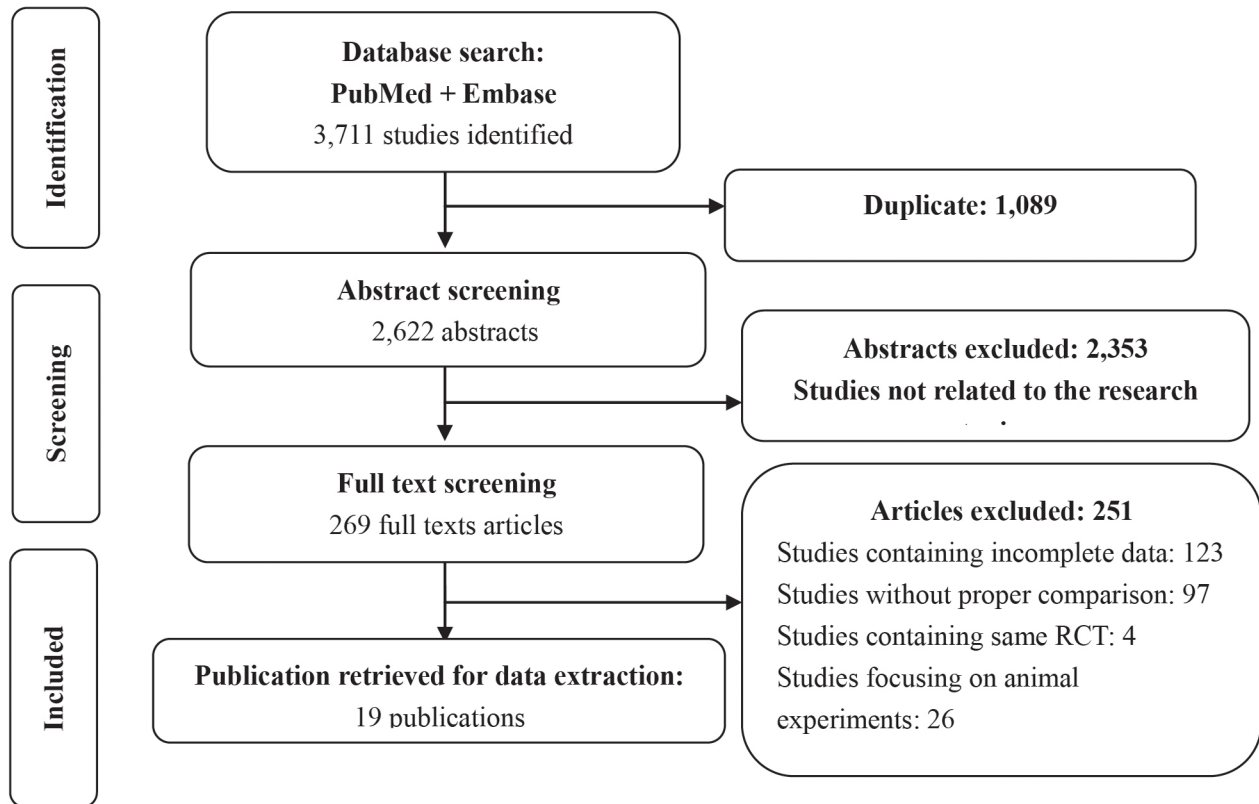 Identification
Database search:
PubMed + Embase
3,711 studies identified
Duplicate: 1,089
Screening
Abstract screening
2,622 abstracts
Abstracts excluded: 2,353
Studies not related to the research
Full text screening
269 full texts articles
Articles excluded: 251
Studies containing incomplete data: 123
Studies without proper comparison: 97
Studies containing same RCT: 4
Studies focusing on animal
experiments: 26
Included
Publication retrieved for data extraction:
19 publications